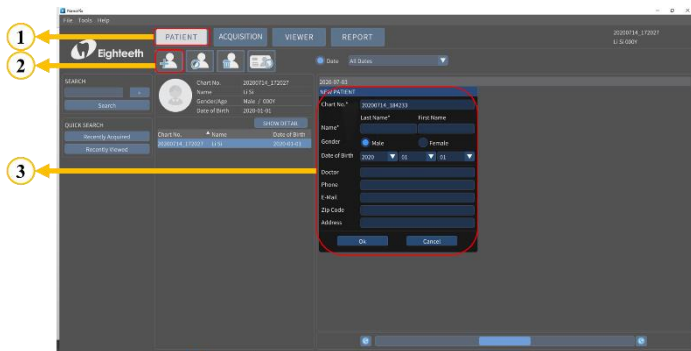 File Tools Help
1
PATIENT ACQUISITION VIEWER REPORT
20200714_172027
Li Si 000Y
Eighteeth
2
Date All Dates
SEARCH
Search
QUICK SEARCH
Recently Acquired
Recently Viewed
Chart No. 20200714_172027
Name Li Si
Gender/Age Male / 000Y
Date of Birth 2020-01-01
SHOW DETAIL
Chart No. Name Date of Birth
20200714_172027 Li Si 2020-01-01
2020-07-01
NEW PATIENT
Chart No.* 20200714_184233
Last Name* First Name
Name*
Gender Male Female
Date of Birth 2020 01 01
3
Doctor
Phone
E-Mail
Zip Code
Address
Ok Cancel